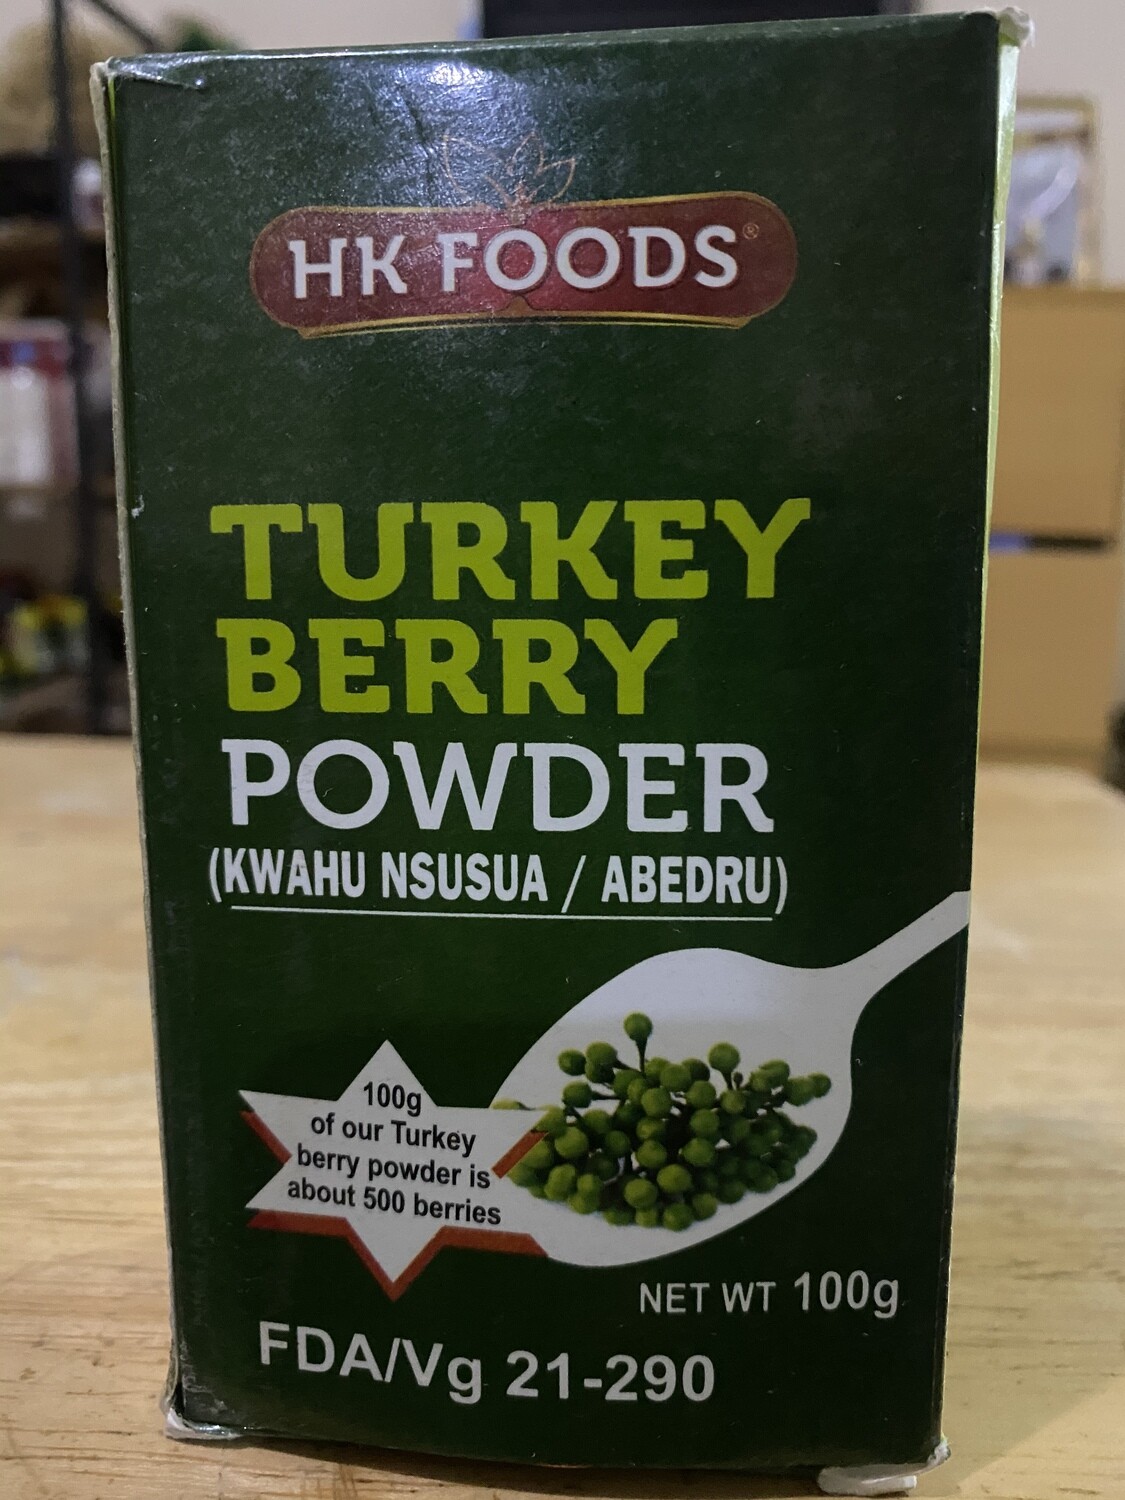 HK FOODS®
TURKEY
BERRY
POWDER
(KWAHU NSUSUA / ABEDRU)
100g
of our Turkey
berry powder is
about 500 berries
NET WT 100g
FDA/Vg 21-290